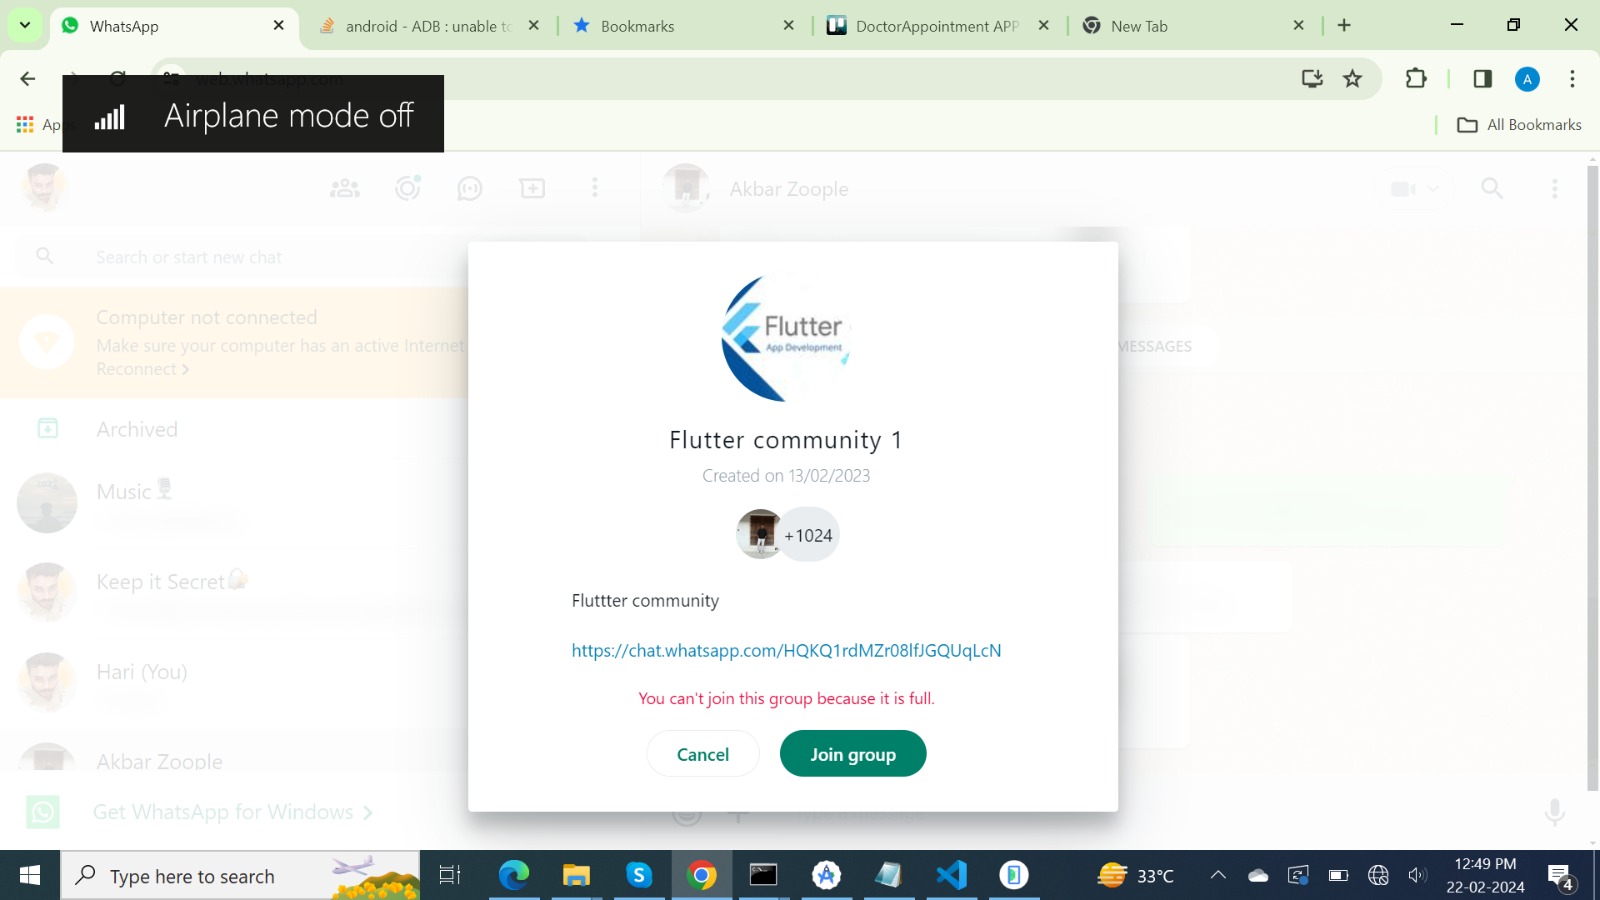 WhatsApp
android - ADB : unable to
Bookmarks
DoctorAppointment APP
New Tab
web.whatsapp.com
Airplane mode off
A
All Bookmarks
Akbar Zoople
Search or start new chat
Computer not connected
Make sure your computer has an active Internet
Reconnect
MESSAGES
Archived
Music
Keep it Secret
Hari (You)
Akbar Zoople
Get WhatsApp for Windows
Flutter
App Development
Flutter community 1
Created on 13/02/2023
+1024
Fluttter community
https://chat.whatsapp.com/HQKQ1rdMZr08lfJGQUqLcN
You can't join this group because it is full.
Cancel
Join group
Type here to search
33°C
12:49 PM
22-02-2024
4